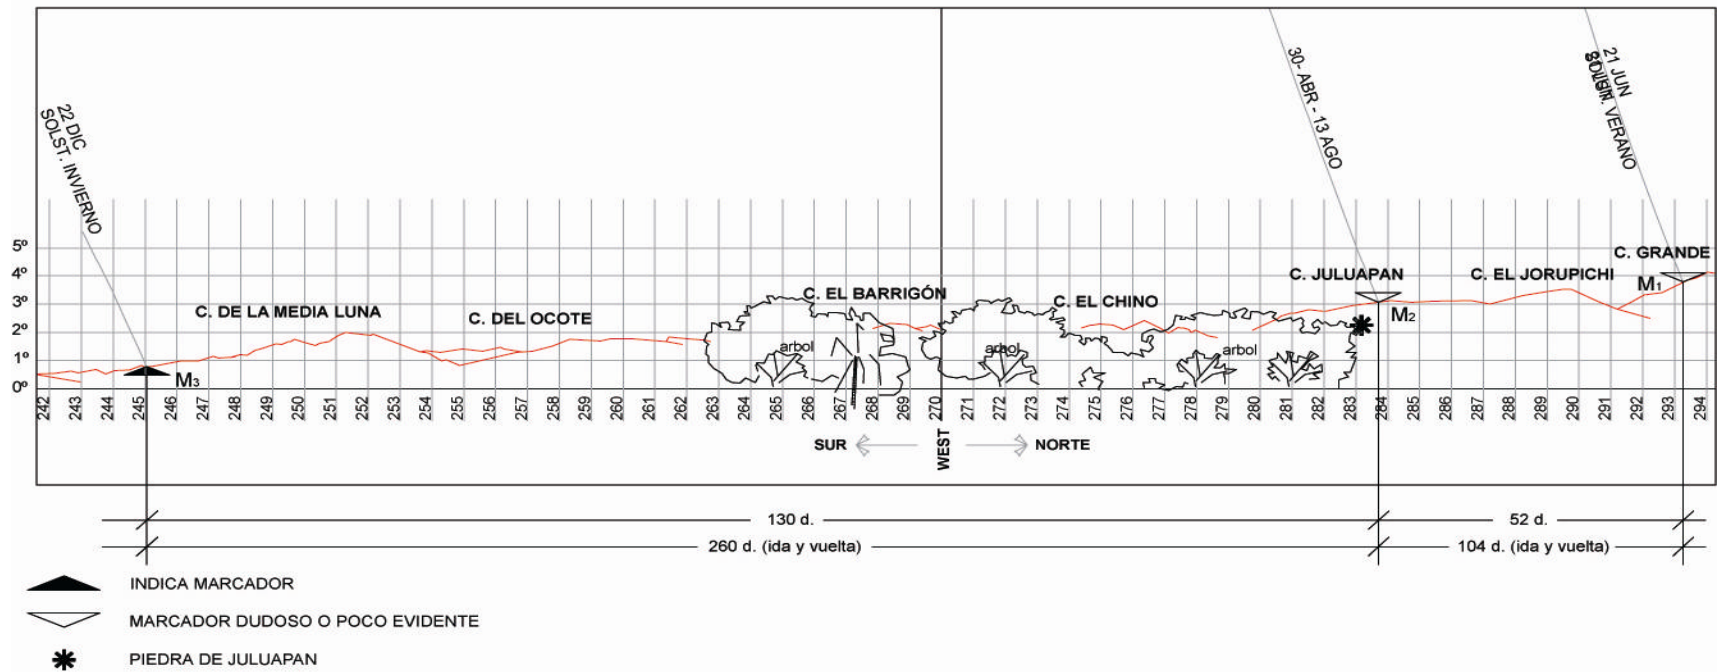 22 DIC
SOLST. INVIERNO
30- ABR - 13 AGO
21 JUN
SOLST. VERANO
5º
4º
3º
2º
1º
0º
C. DE LA MEDIA LUNA
C. DEL OCOTE
C. EL BARRIGÓN
C. EL CHINO
C. JULUAPAN
C. EL JORUPICHI
C. GRANDE
M1
M2
M3
arbol
arbol
arbol
242 243 244 245 246 247 248 249 250 251 252 253 254 255 256 257 258 259 260 261 262 263 264 265 266 267 268 269 270 271 272 273 274 275 276 277 278 279 280 281 282 283 284 285 286 287 288 289 290 291 292 293 294
SUR
WEST
NORTE
130 d.
52 d.
260 d. (ida y vuelta)
104 d. (ida y vuelta)
INDICA MARCADOR
MARCADOR DUDOSO O POCO EVIDENTE
PIEDRA DE JULUAPAN